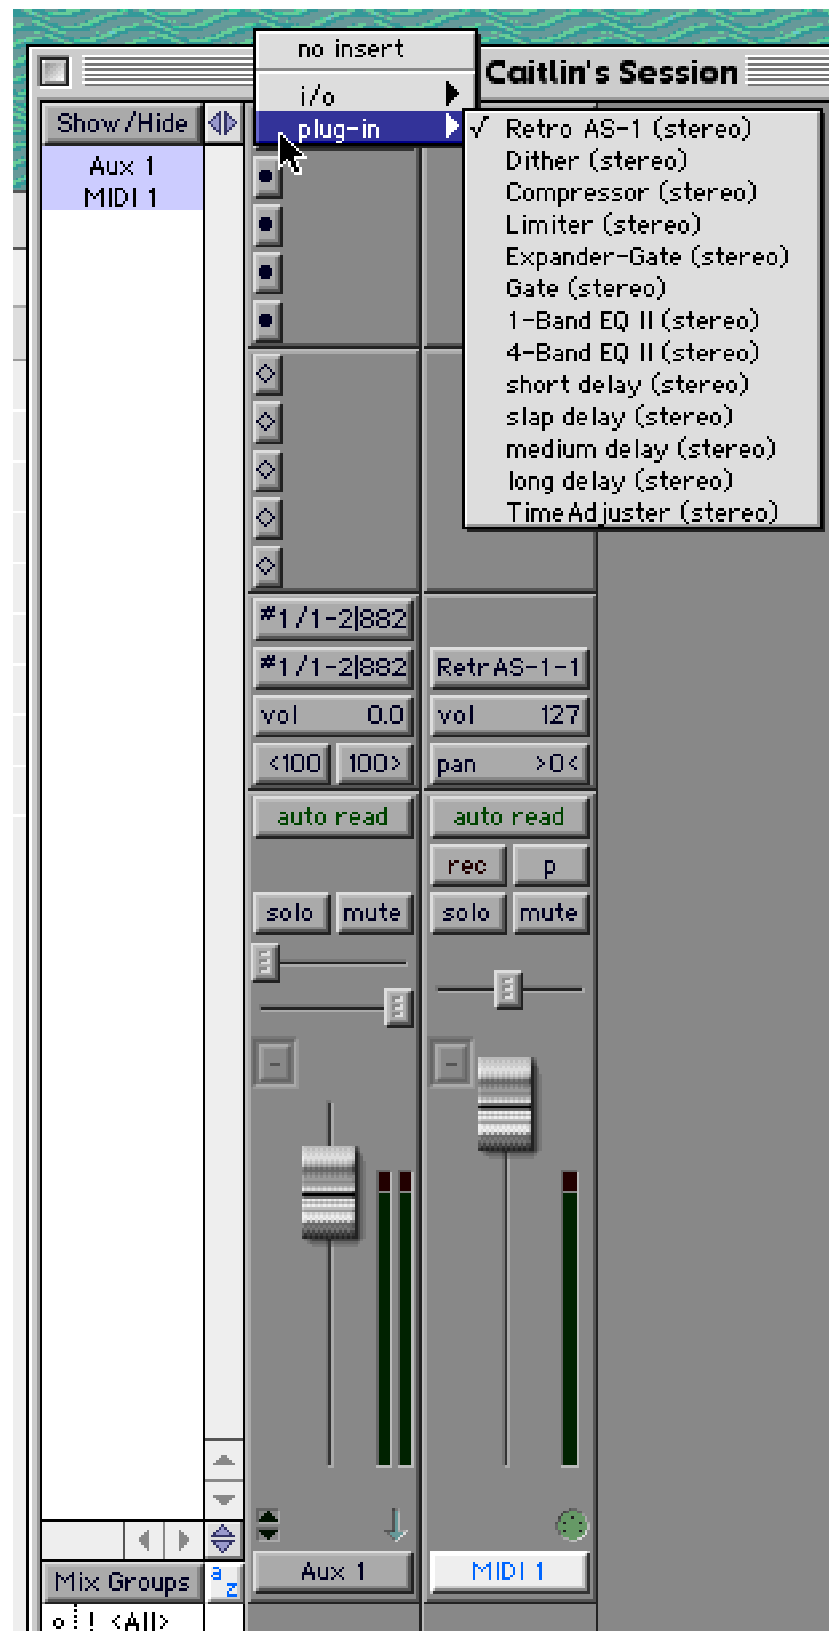 no insert
i/o
plug-in
Caitlin's Session
Show/Hide
Aux 1
MIDI 1
√ Retro AS-1 (stereo)
Dither (stereo)
Compressor (stereo)
Limiter (stereo)
Expander-Gate (stereo)
Gate (stereo)
1-Band EQ II (stereo)
4-Band EQ II (stereo)
short delay (stereo)
slap delay (stereo)
medium delay (stereo)
long delay (stereo)
TimeAdjuster (stereo)
#1/1-2|882
#1/1-2|882 RetrAS-1-1
vol 0.0 vol 127
<100 100> pan >0<
auto read auto read
rec p
solo mute solo mute
- -
Aux 1 MIDI 1
Mix Groups a z
o ! <All>